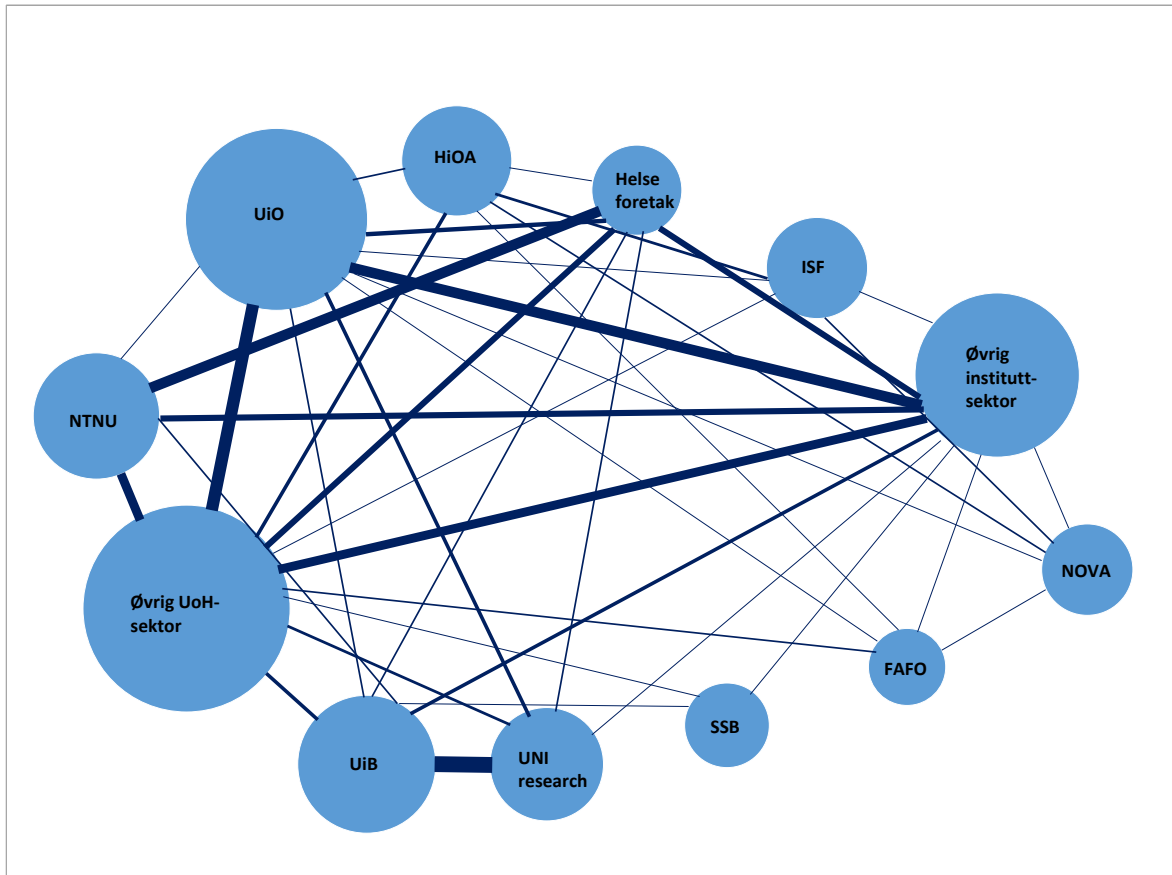 HiOA
Helse
foretak
UiO
ISF
Øvrig
institutt-
sektor
NTNU
NOVA
Øvrig UoH-
sektor
FAFO
SSB
UiB
UNI
research